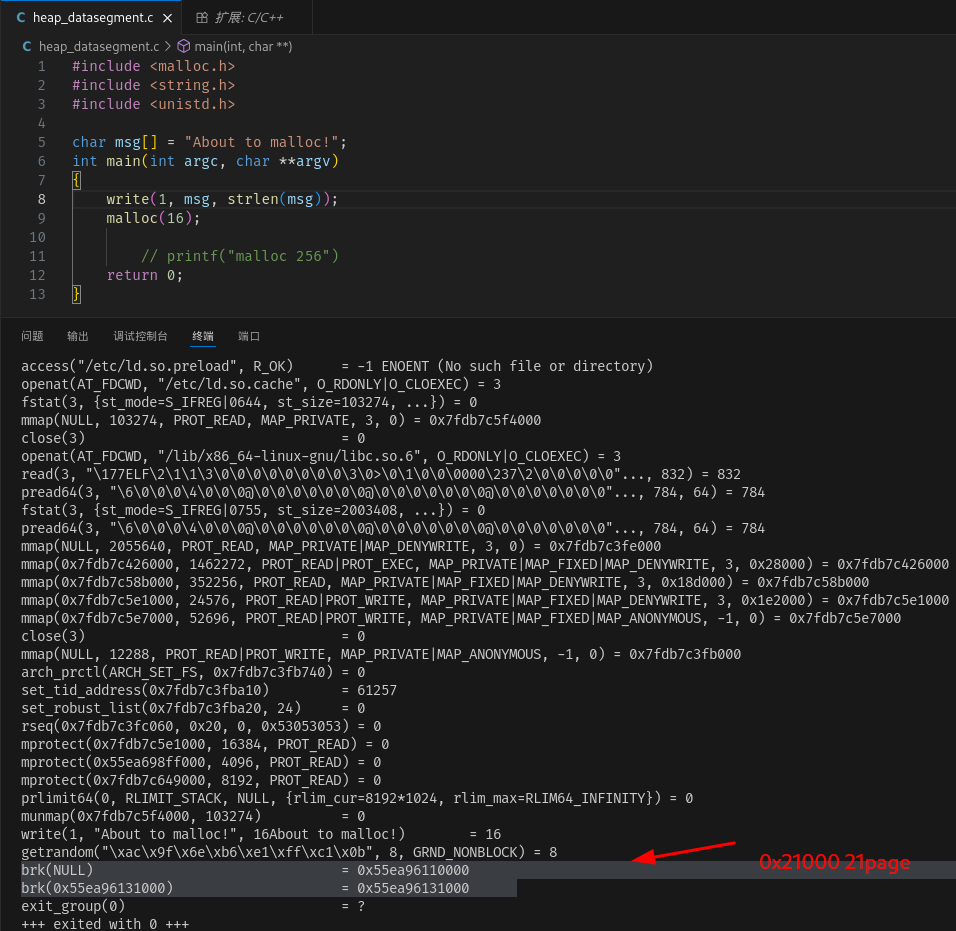 heap_datasegment.c
扩展: C/C++
heap_datasegment.c > main(int, char **)
1 #include <malloc.h>
2 #include <string.h>
3 #include <unistd.h>
4
5 char msg[] = "About to malloc!";
6 int main(int argc, char **argv)
7 {
8 write(1, msg, strlen(msg));
9 malloc(16);
10
11 // printf("malloc 256")
12 return 0;
13 }
问题 输出 调试控制台 终端 端口
access("/etc/ld.so.preload", R_OK) = -1 ENOENT (No such file or directory)
openat(AT_FDCWD, "/etc/ld.so.cache", O_RDONLY|O_CLOEXEC) = 3
fstat(3, {st_mode=S_IFREG|0644, st_size=103274, ...}) = 0
mmap(NULL, 103274, PROT_READ, MAP_PRIVATE, 3, 0) = 0x7fdb7c5f4000
close(3) = 0
openat(AT_FDCWD, "/lib/x86_64-linux-gnu/libc.so.6", O_RDONLY|O_CLOEXEC) = 3
read(3, "\177ELF\2\1\1\3\0\0\0\0\0\0\0\0\3\0>\0\1\0\0\0000\237\2\0\0\0\0\0"..., 832) = 832
pread64(3, "\6\0\0\0\4\0\0\0@\0\0\0\0\0\0\0@\0\0\0\0\0\0\0@\0\0\0\0\0\0\0"..., 784, 64) = 784
fstat(3, {st_mode=S_IFREG|0755, st_size=2003408, ...}) = 0
pread64(3, "\6\0\0\0\4\0\0\0@\0\0\0\0\0\0\0@\0\0\0\0\0\0\0@\0\0\0\0\0\0\0"..., 784, 64) = 784
mmap(NULL, 2055640, PROT_READ, MAP_PRIVATE|MAP_DENYWRITE, 3, 0) = 0x7fdb7c3fe000
mmap(0x7fdb7c426000, 1462272, PROT_READ|PROT_EXEC, MAP_PRIVATE|MAP_FIXED|MAP_DENYWRITE, 3, 0x28000) = 0x7fdb7c426000
mmap(0x7fdb7c58b000, 352256, PROT_READ, MAP_PRIVATE|MAP_FIXED|MAP_DENYWRITE, 3, 0x18d000) = 0x7fdb7c58b000
mmap(0x7fdb7c5e1000, 24576, PROT_READ|PROT_WRITE, MAP_PRIVATE|MAP_FIXED|MAP_DENYWRITE, 3, 0x1e2000) = 0x7fdb7c5e1000
mmap(0x7fdb7c5e7000, 52696, PROT_READ|PROT_WRITE, MAP_PRIVATE|MAP_FIXED|MAP_ANONYMOUS, -1, 0) = 0x7fdb7c5e7000
close(3) = 0
mmap(NULL, 12288, PROT_READ|PROT_WRITE, MAP_PRIVATE|MAP_ANONYMOUS, -1, 0) = 0x7fdb7c3fb000
arch_prctl(ARCH_SET_FS, 0x7fdb7c3fb740) = 0
set_tid_address(0x7fdb7c3fba10) = 61257
set_robust_list(0x7fdb7c3fba20, 24) = 0
rseq(0x7fdb7c3fc060, 0x20, 0, 0x53053053) = 0
mprotect(0x7fdb7c5e1000, 16384, PROT_READ) = 0
mprotect(0x55ea698ff000, 4096, PROT_READ) = 0
mprotect(0x7fdb7c649000, 8192, PROT_READ) = 0
prlimit64(0, RLIMIT_STACK, NULL, {rlim_cur=8192*1024, rlim_max=RLIM64_INFINITY}) = 0
munmap(0x7fdb7c5f4000, 103274) = 0
write(1, "About to malloc!", 16About to malloc!) = 16
getrandom("\xac\x9f\x6e\xb6\xe1\xff\xc1\x0b", 8, GRND_NONBLOCK) = 8
0x21000 21page
brk(NULL) = 0x55ea96110000
brk(0x55ea96131000) = 0x55ea96131000
exit_group(0) = ?
+++ exited with 0 +++